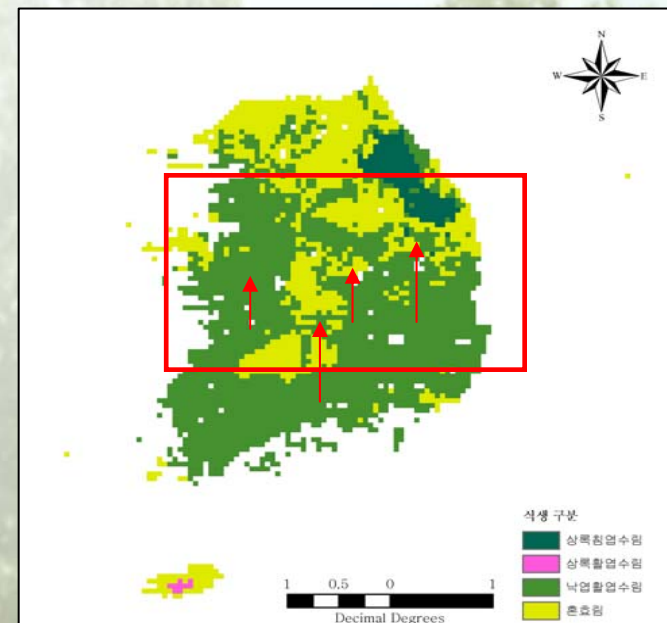 N
W E
S
식생 구분
상록침엽수림
상록활엽수림
낙엽활엽수림
혼효림
1 0.5 0 1
Decimal Degrees